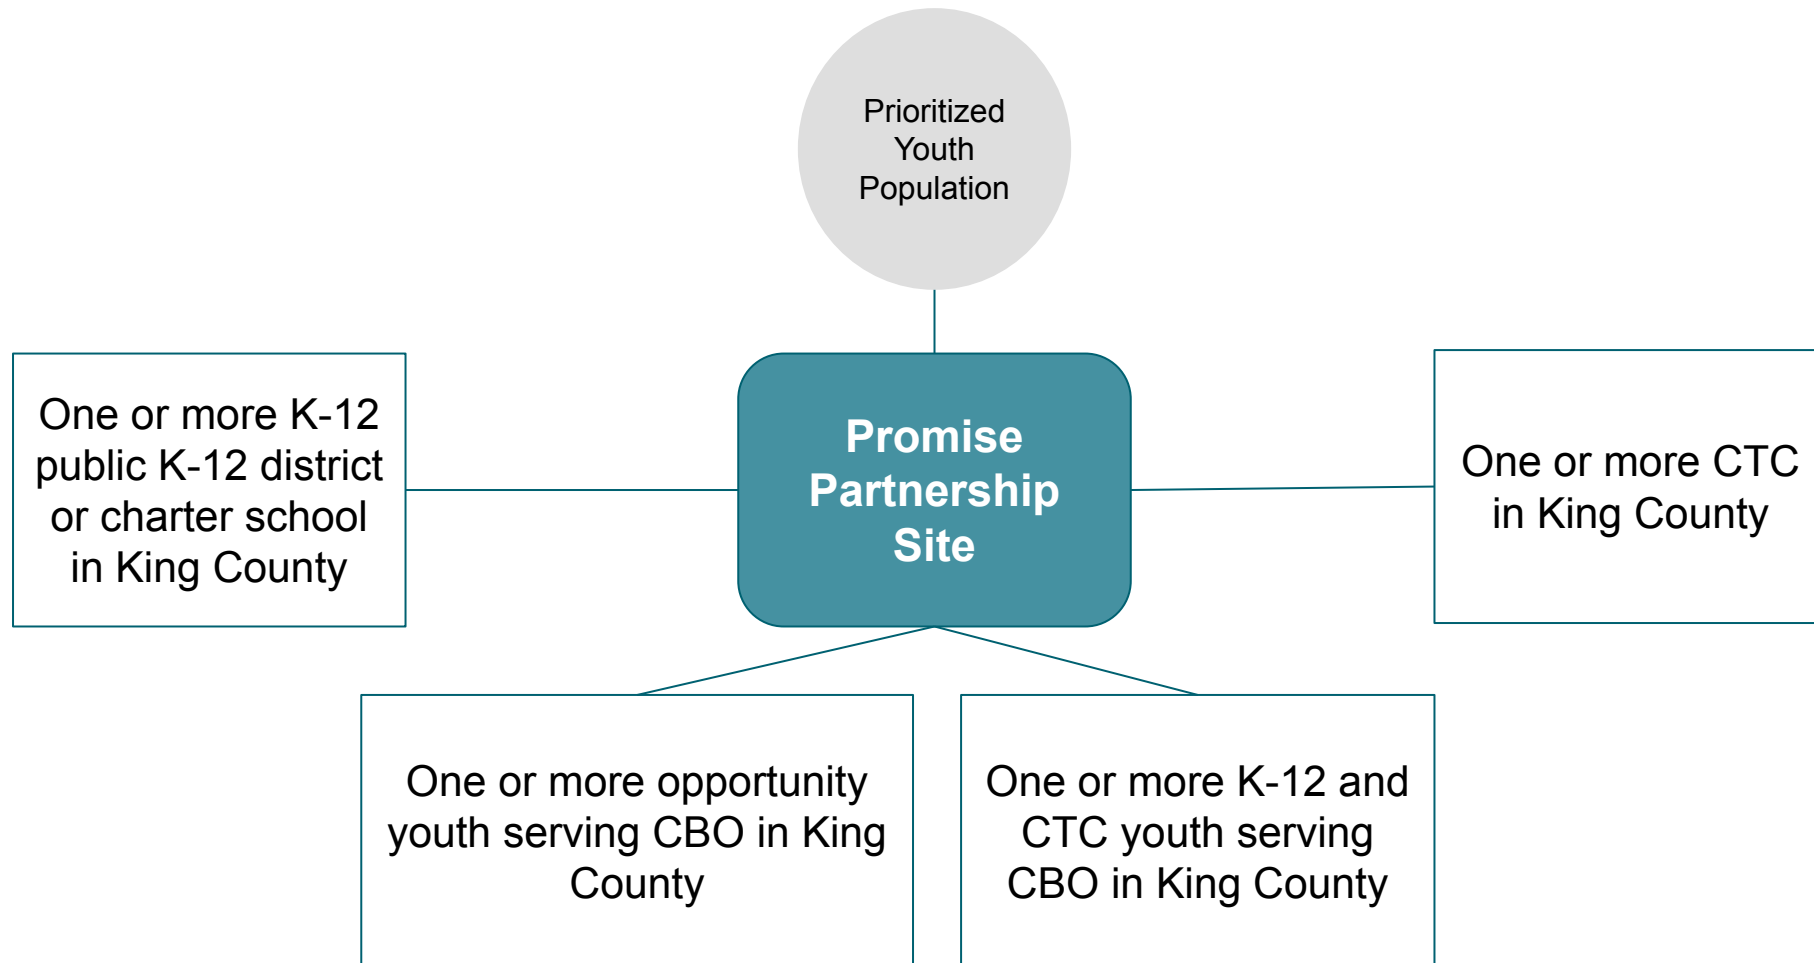 Prioritized
Youth
Population
One or more K-12
public K-12 district
or charter school
in King County
Promise
Partnership
Site
One or more CTC
in King County
One or more opportunity
youth serving CBO in King
County
One or more K-12 and
CTC youth serving
CBO in King County